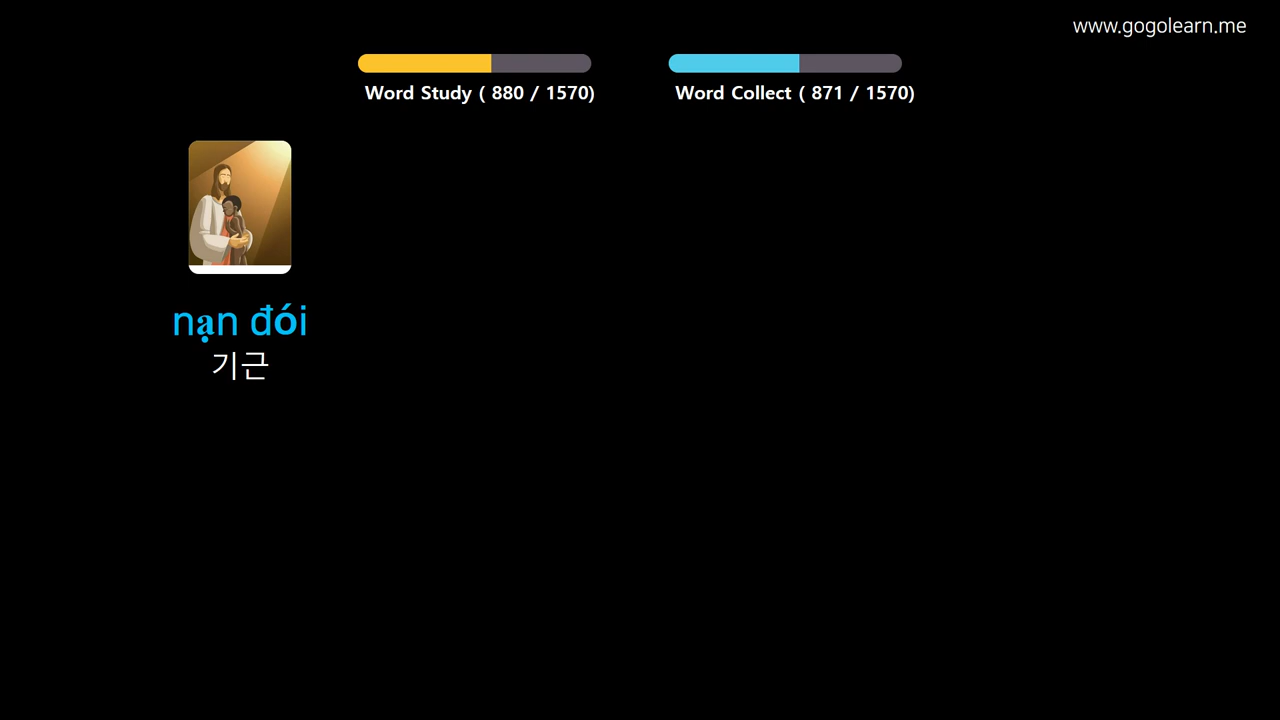 www.gogolearn.me
Word Study ( 880 / 1570)
Word Collect ( 871 / 1570)
nạn đói
기근